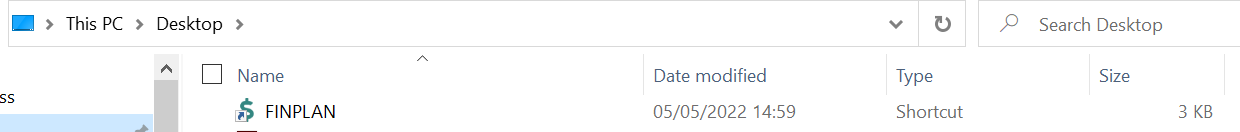 This PC Desktop Search Desktop
Name Date modified Type Size
ss
FINPLAN 05/05/2022 14:59 Shortcut 3 KB